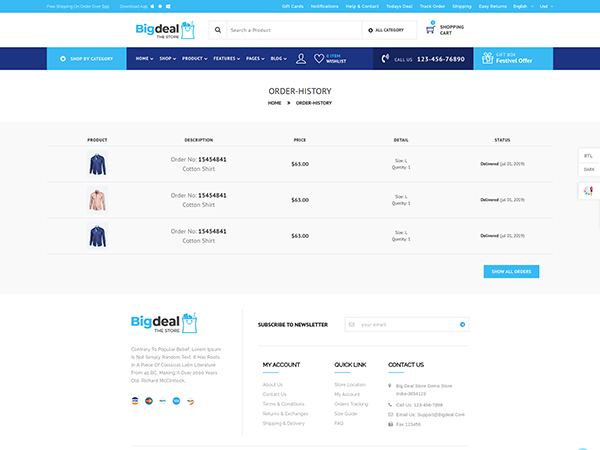 Free Shipping On Order Over $99
Download App
Gift Cards
Notifications
Help & Contact
Todays Deal
Track Order
Shipping
Easy Returns
English
Usd
Bigdeal
THE STORE
Search a Product
ALL CATEGORY
0
SHOPPING
CART
SHOP BY CATEGORY
HOME
SHOP
PRODUCT
FEATURES
PAGES
BLOG
0 ITEM
WISHLIST
CALL US 123-456-76890
GIFT BOX
Festivel Offer
ORDER-HISTORY
HOME » ORDER-HISTORY
PRODUCT DESCRIPTION PRICE DETAIL STATUS
Order No: 15454841
Cotton Shirt
$63.00
Size: L
Quntity: 1
Delivered (jul 01, 2019)
Order No: 15454841
Cotton Shirt
$63.00
Size: L
Quntity: 1
Delivered (jul 01, 2019)
Order No: 15454841
Cotton Shirt
$63.00
Size: L
Quntity: 1
Delivered (jul 01, 2019)
RTL
DARK
SHOW ALL ORDERS
Bigdeal
THE STORE
Contrary To Popular Belief, Lorem Ipsum
Is Not Simply Random Text. It Has Roots
In A Piece Of Classical Latin Literature
From 45 BC, Making It Over 2000 Years
Old. Richard McClintock,
SUBSCRIBE TO NEWSLETTER
your email
MY ACCOUNT
About Us
Contact Us
Terms & Conditions
Returns & Exchanges
Shipping & Delivery
QUICK LINK
Store Location
My Account
Orders Tracking
Size Guide
FAQ
CONTACT US
Big Deal Store Demo Store
India-3654123
Call Us: 123-456-7898
Email Us: Support@Bigdeal.Com
Fax 123456